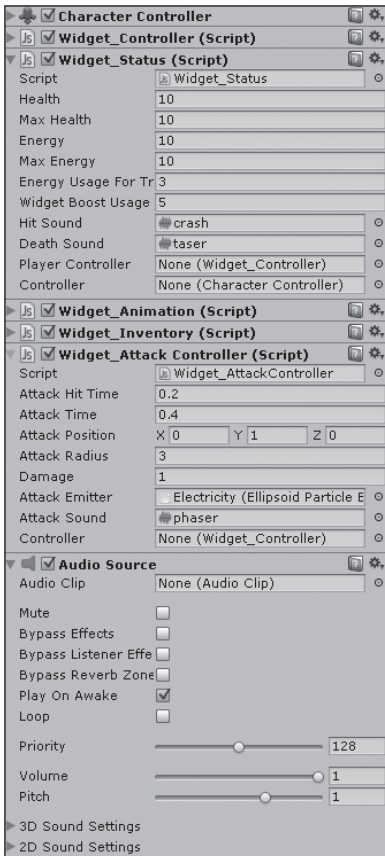 Character Controller
Widget_Controller (Script)
Widget_Status (Script)
Script Widget_Status
Health 10
Max Health 10
Energy 10
Max Energy 10
Energy Usage For Tr 3
Widget Boost Usage 5
Hit Sound crash
Death Sound taser
Player Controller None (Widget_Controller)
Controller None (Character Controller)
Widget_Animation (Script)
Widget_Inventory (Script)
Widget_Attack Controller (Script)
Script Widget_AttackController
Attack Hit Time 0.2
Attack Time 0.4
Attack Position X 0 Y 1 Z 0
Attack Radius 3
Damage 1
Attack Emitter Electricity (Ellipsoid Particle E
Attack Sound phaser
Controller None (Widget_Controller)
Audio Source
Audio Clip None (Audio Clip)
Mute
Bypass Effects
Bypass Listener Effe
Bypass Reverb Zone
Play On Awake
Loop
Priority 128
Volume 1
Pitch 1
3D Sound Settings
2D Sound Settings